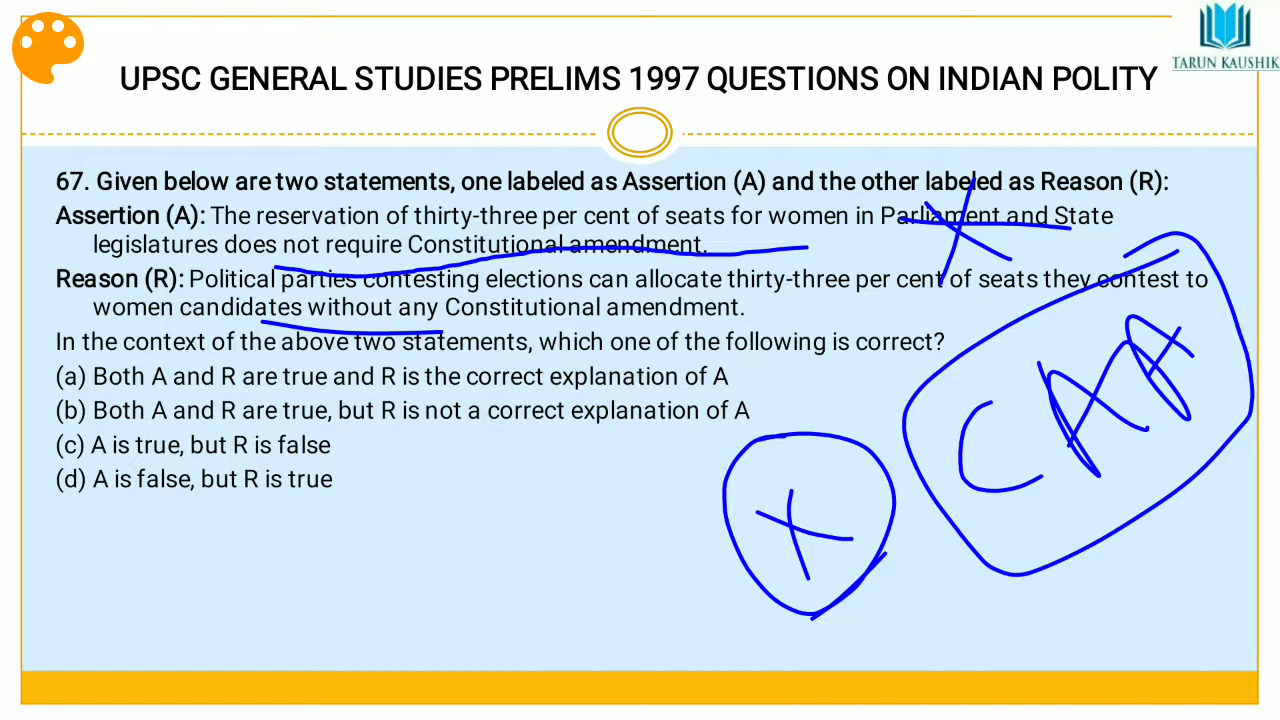 TARUN KAUSHIK
UPSC GENERAL STUDIES PRELIMS 1997 QUESTIONS ON INDIAN POLITY
67. Given below are two statements, one labeled as Assertion (A) and the other labeled as Reason (R):
Assertion (A): The reservation of thirty-three per cent of seats for women in Parliament and State
legislatures does not require Constitutional amendment.
Reason (R): Political parties contesting elections can allocate thirty-three per cent of seats they contest to
women candidates without any Constitutional amendment.
In the context of the above two statements, which one of the following is correct?
(a) Both A and R are true and R is the correct explanation of A
(b) Both A and R are true, but R is not a correct explanation of A
(c) A is true, but R is false
(d) A is false, but R is true
CAA
X